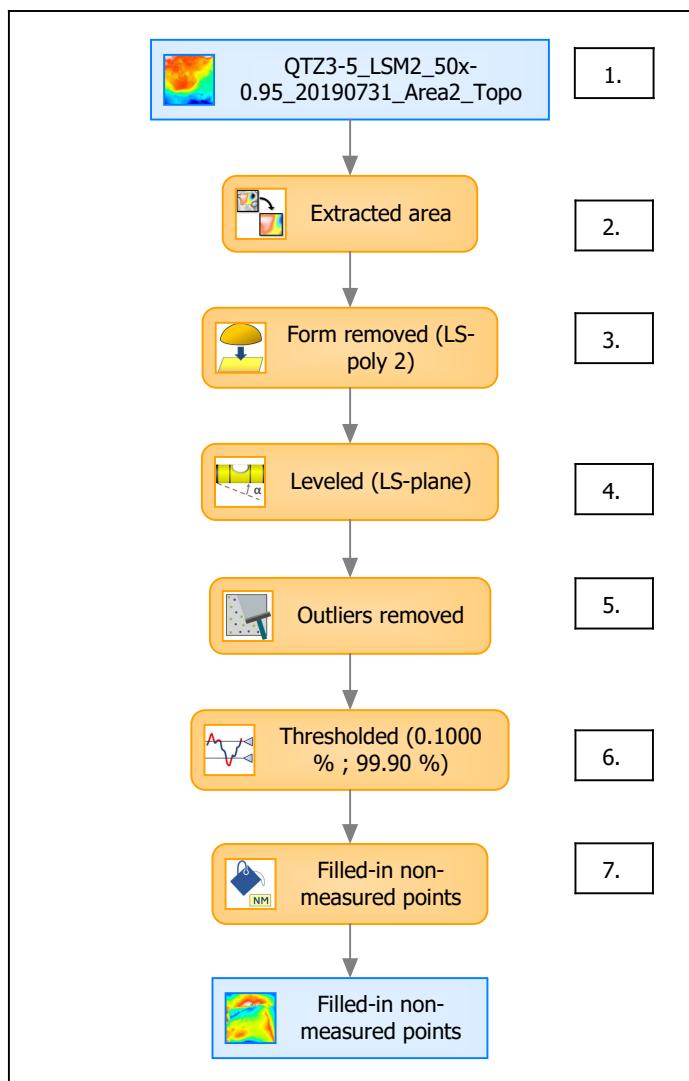 QTZ3-5_LSM2_50x-
0.95_20190731_Area2_Topo
1.
Extracted area
2.
Form removed (LS-
poly 2)
3.
Leveled (LS-plane)
α
4.
Outliers removed
5.
Thresholded (0.1000
% ; 99.90 %)
6.
Filled-in non-
measured points
NM
7.
Filled-in non-
measured points